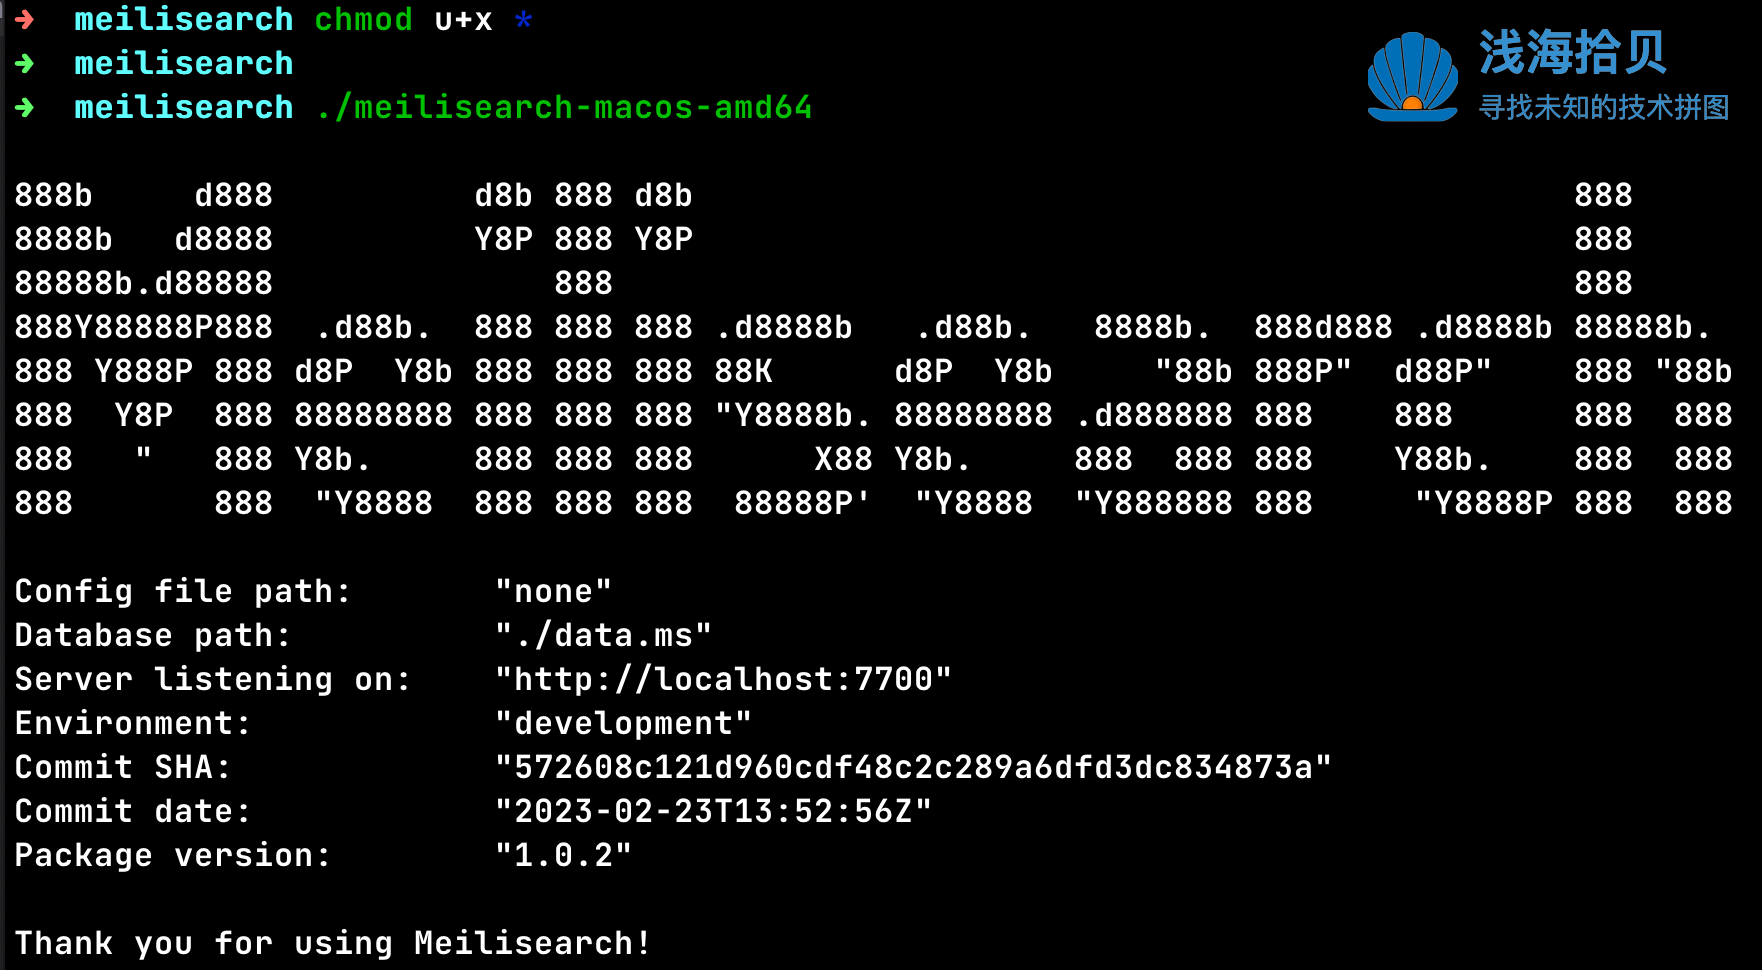 ➜  meilisearch chmod u+x *
➜  meilisearch
➜  meilisearch ./meilisearch-macos-amd64
浅海拾贝
寻找未知的技术拼图
888b     d888          d8b 888 d8b                                            888
8888b   d8888          Y8P 888 Y8P                                            888
88888b.d88888              888                                                888
888Y88888P888  .d88b.  888 888 888 .d8888b   .d88b.   8888b.  888d888 .d8888b 88888b.
888 Y888P 888 d8P  Y8b 888 888 888 88K      d8P  Y8b     "88b 888P"  d88P"    888 "88b
888  Y8P  888 88888888 888 888 888 "Y8888b. 88888888 .d888888 888    888      888  888
888   "   888 Y8b.     888 888 888      X88 Y8b.     888  888 888    Y88b.    888  888
888       888  "Y8888  888 888 888  88888P'  "Y8888  "Y888888 888     "Y8888P 888  888
Config file path:       "none"
Database path:          "./data.ms"
Server listening on:    "http://localhost:7700"
Environment:            "development"
Commit SHA:             "572608c121d960cdf48c2c289a6dfd3dc834873a"
Commit date:            "2023-02-23T13:52:56Z"
Package version:        "1.0.2"
Thank you for using Meilisearch!